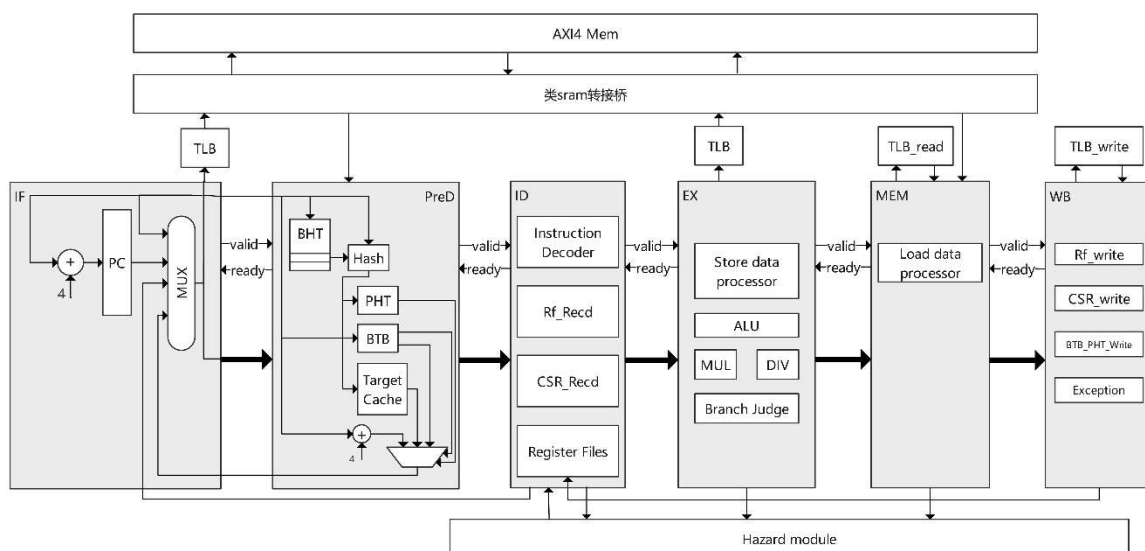 AXI4 Mem
类sram转接桥
TLB
TLB
TLB_read
TLB_write
IF
PC
MUX
4
valid
ready
PreD
BHT
Hash
PHT
BTB
Target
Cache
4
valid
ready
ID
Instruction
Decoder
Rf_Recd
CSR_Recd
Register Files
valid
ready
EX
Store data
processor
ALU
MUL
DIV
Branch Judge
valid
ready
MEM
Load data
processor
valid
ready
WB
Rf_write
CSR_write
BTB_PHT_Write
Exception
Hazard module